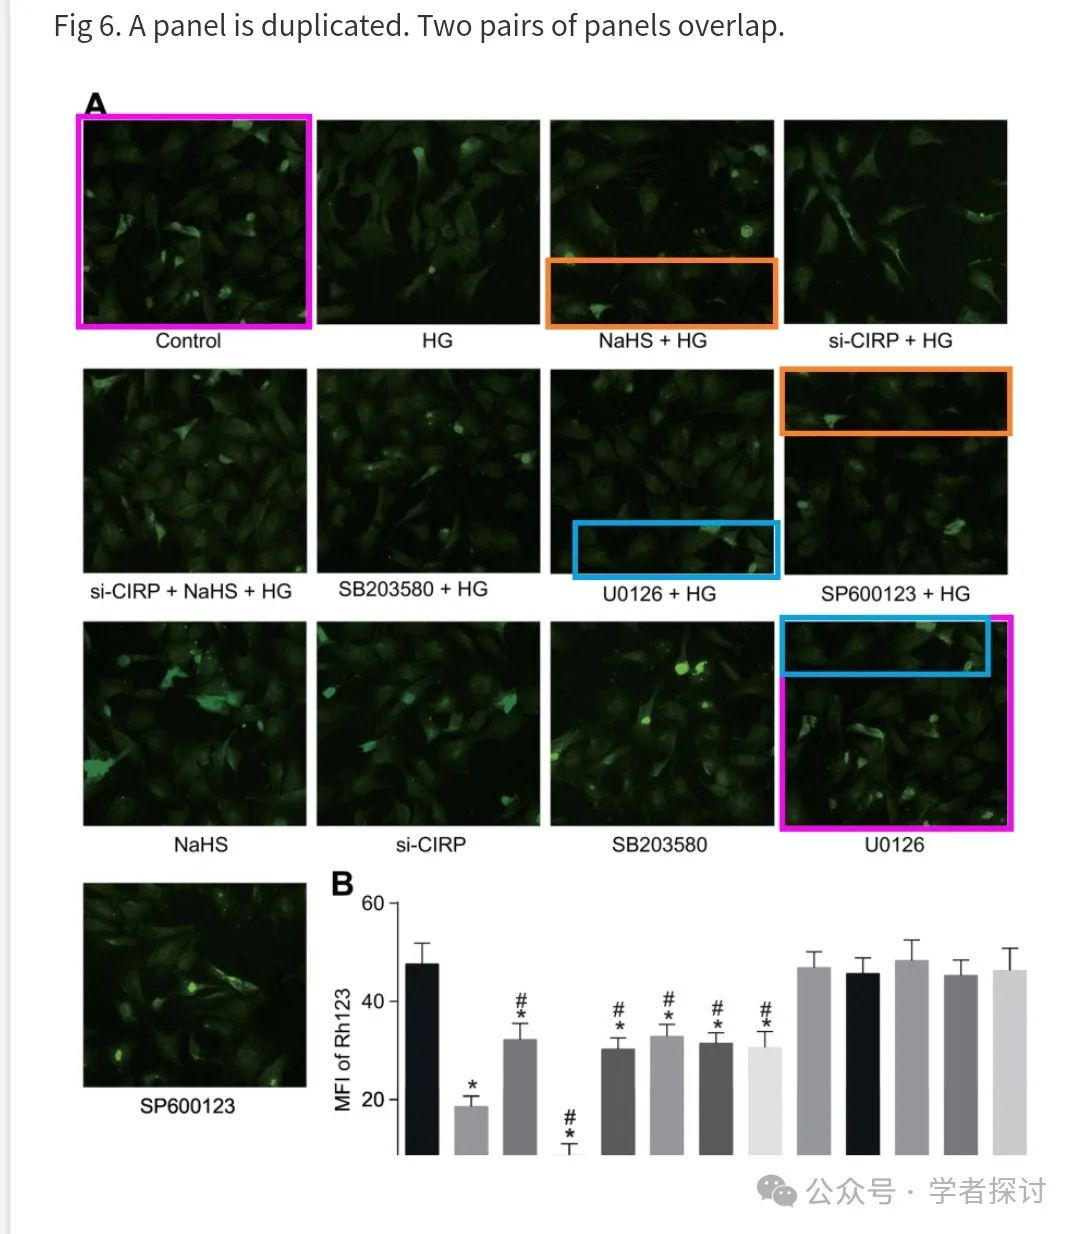 Fig 6. A panel is duplicated. Two pairs of panels overlap.
A
Control
HG
NaHS + HG
si-CIRP + HG
si-CIRP + NaHS + HG
SB203580 + HG
U0126 + HG
SP600123 + HG
NaHS
si-CIRP
SB203580
U0126
SP600123
B
MFI of Rh123
60
40
20
*
#
*
#
*
#
*
#
*
#
*
#
*
公众号 · 学者探讨